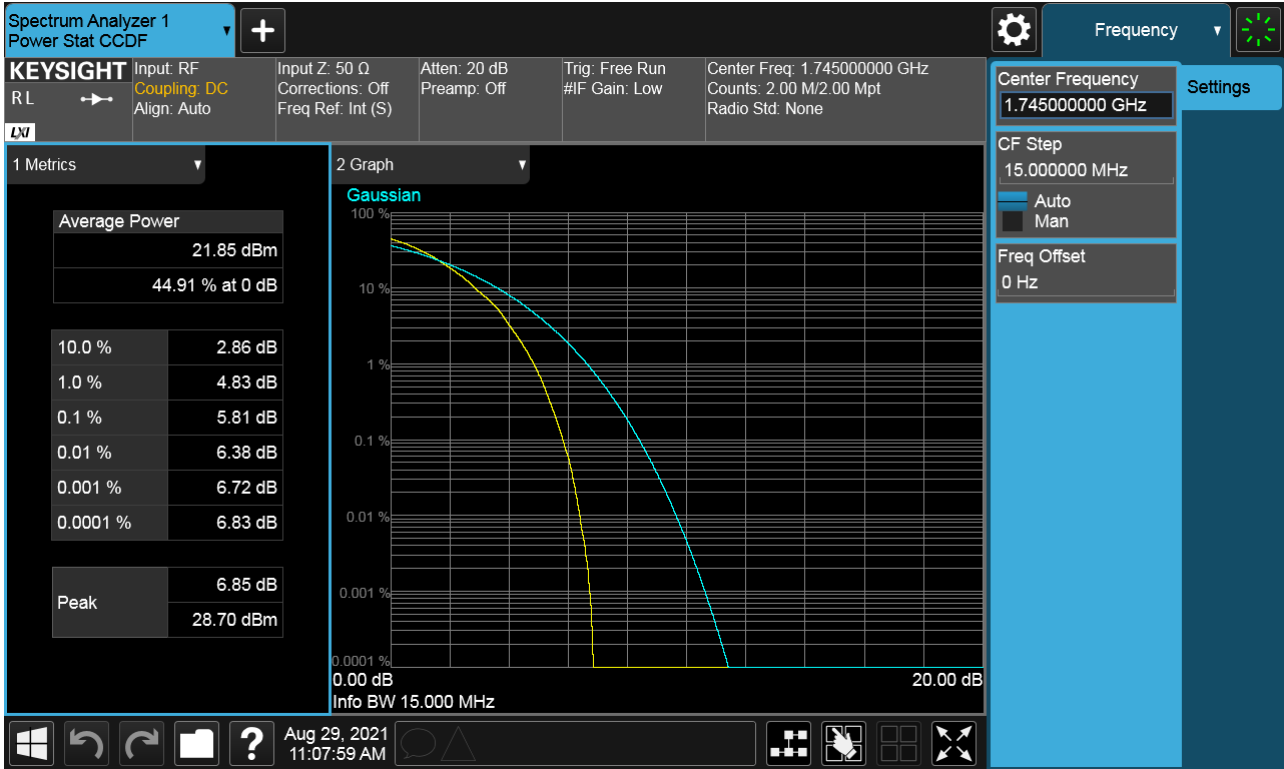 Spectrum Analyzer 1
Power Stat CCDF
+
Frequency
KEYSIGHT
R L
LXI
Input: RF
Coupling: DC
Align: Auto
Input Z: 50 Ω
Corrections: Off
Freq Ref: Int (S)
Atten: 20 dB
Preamp: Off
Trig: Free Run
#IF Gain: Low
Center Freq: 1.745000000 GHz
Counts: 2.00 M/2.00 Mpt
Radio Std: None
Center Frequency
1.745000000 GHz
Settings
CF Step
15.000000 MHz
Auto
Man
Freq Offset
0 Hz
1 Metrics
Average Power
21.85 dBm
44.91 % at 0 dB
10.0 % 2.86 dB
1.0 % 4.83 dB
0.1 % 5.81 dB
0.01 % 6.38 dB
0.001 % 6.72 dB
0.0001 % 6.83 dB
Peak
6.85 dB
28.70 dBm
2 Graph
Gaussian
100 %
10 %
1 %
0.1 %
0.01 %
0.001 %
0.0001 %
0.00 dB 20.00 dB
Info BW 15.000 MHz
?
Aug 29, 2021
11:07:59 AM